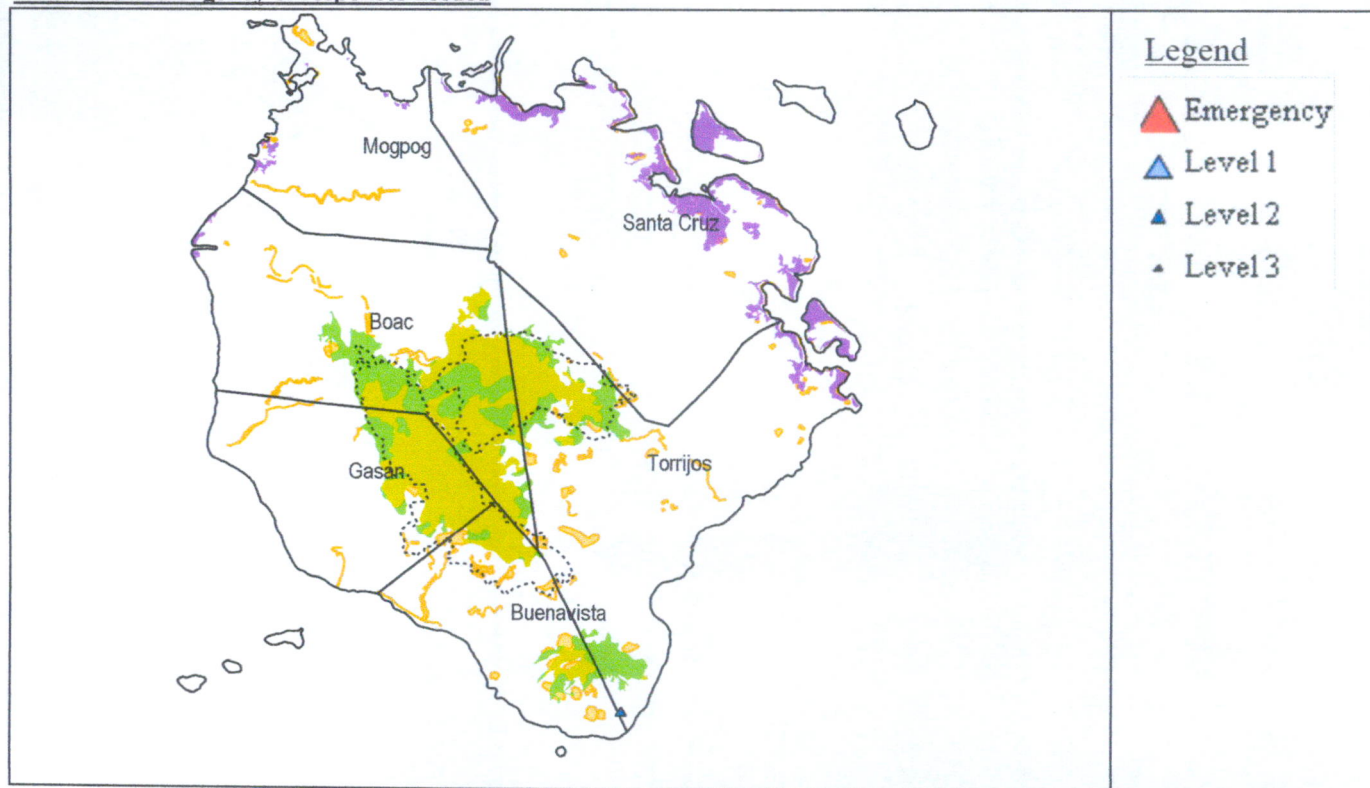 Legend
Emergency
Level 1
Level 2
Level 3
Mogpog
Santa Cruz
Boac
Gasan
Torrijos
Buenavista